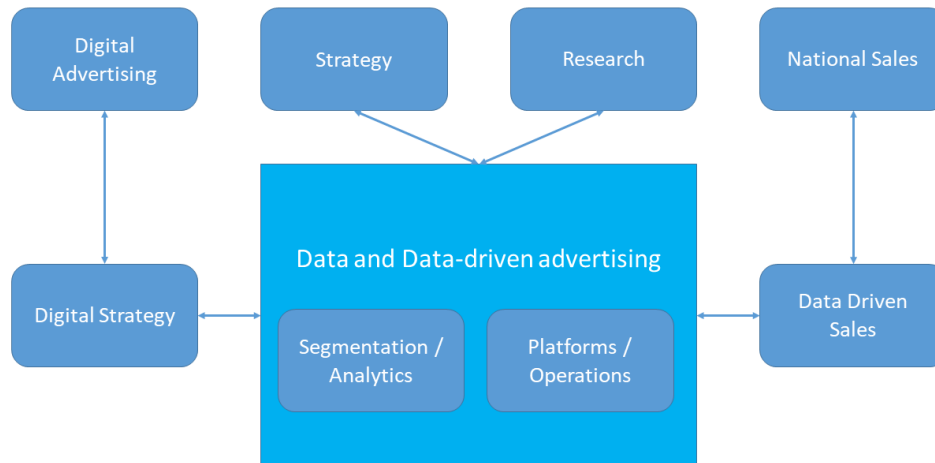 Digital
Advertising
Strategy
Research
National Sales
Data and Data-driven advertising
Digital Strategy
Segmentation /
Analytics
Platforms /
Operations
Data Driven
Sales